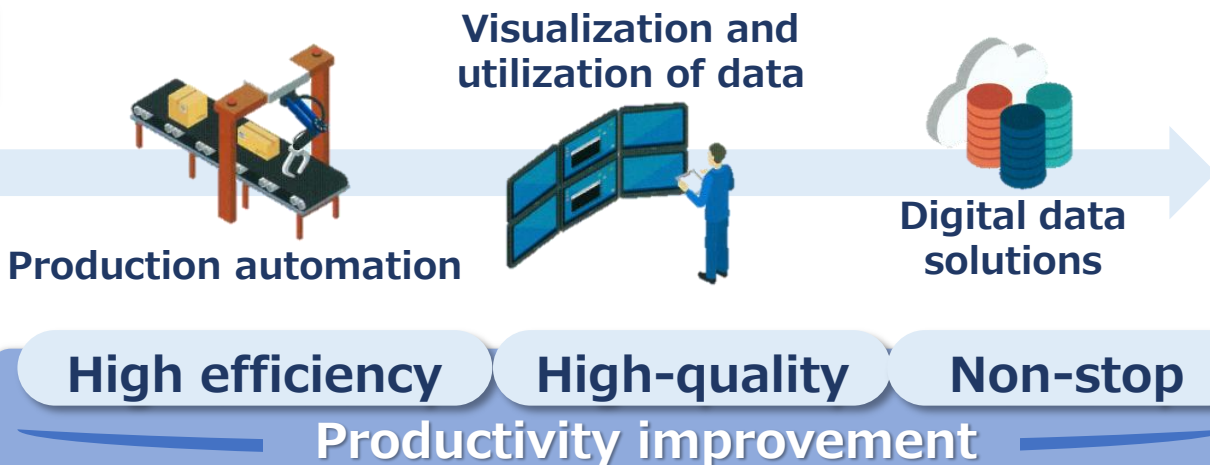 Visualization and
utilization of data
Production automation
Digital data
solutions
High efficiency
High-quality
Non-stop
Productivity improvement